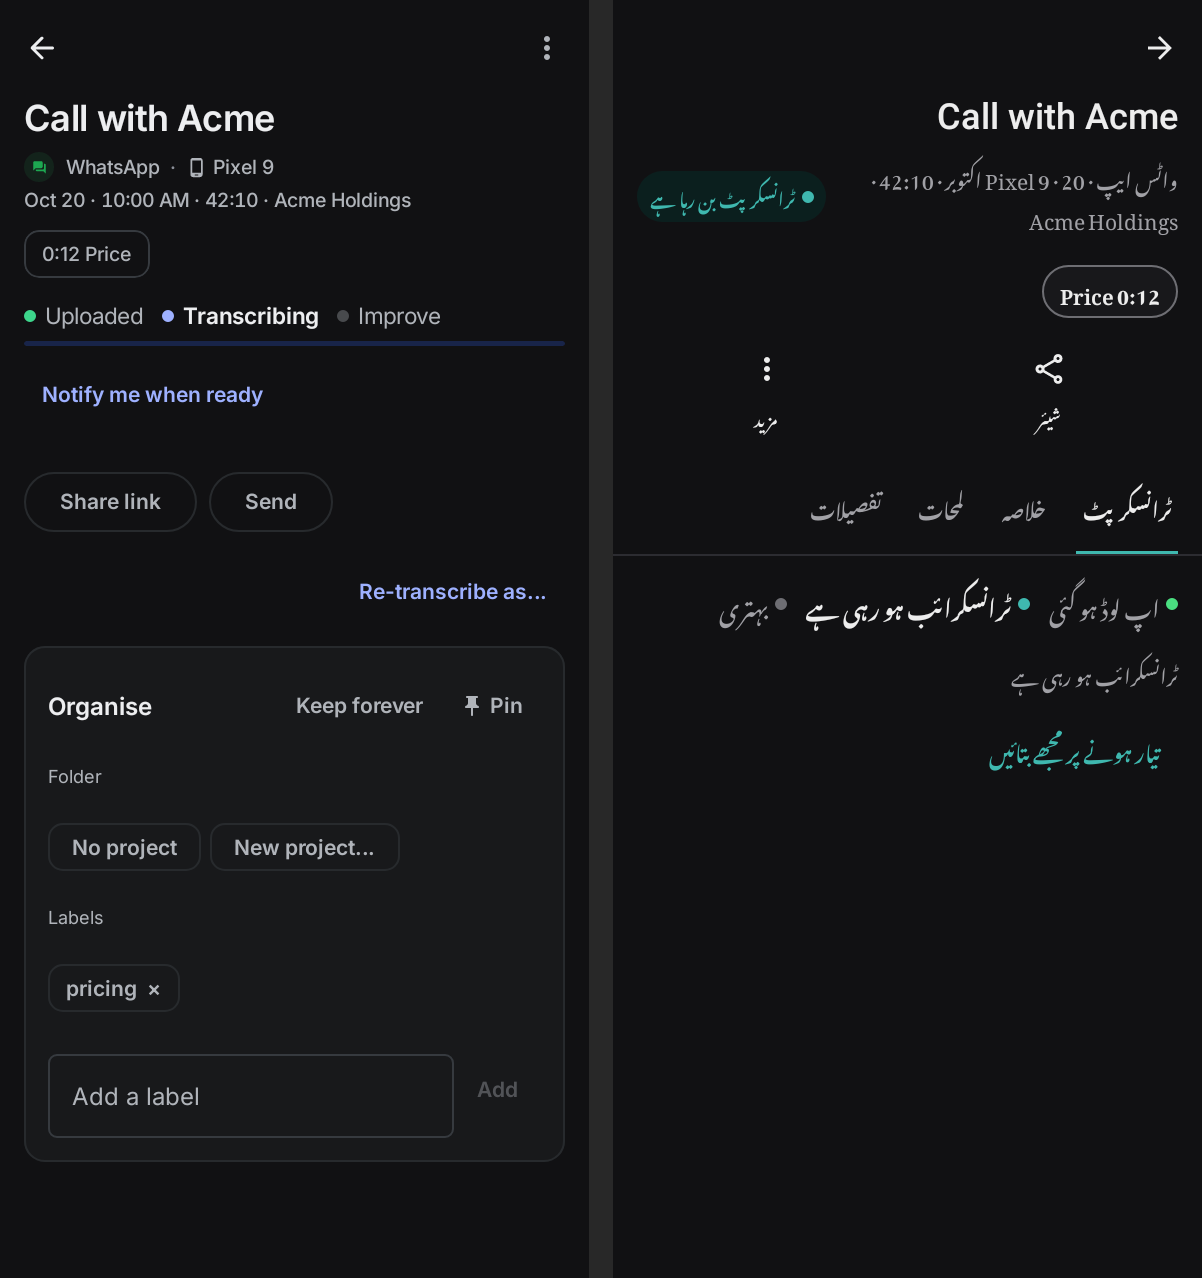 Call with Acme
WhatsApp · Pixel 9
Oct 20 · 10:00 AM · 42:10 · Acme Holdings
0:12 Price
Uploaded Transcribing Improve
Notify me when ready
Share link Send
Re-transcribe as...
Organise Keep forever Pin
Folder
No project New project...
Labels
pricing ×
Add a label Add
Call with Acme
واٹس ایپ · Pixel 9 · 20 اکتوبر · 42:10 ·
Acme Holdings
ٹرانسکرپٹ بن رہا ہے
Price 0:12
شیئر مزید
ٹرانسکرپٹ خلاصہ لمحات تفصیلات
اپ لوڈ ہو گئی ٹرانسکرائب ہو رہی ہے بہتری
ٹرانسکرائب ہو رہی ہے
تیار ہونے پر مجھے بتائیں